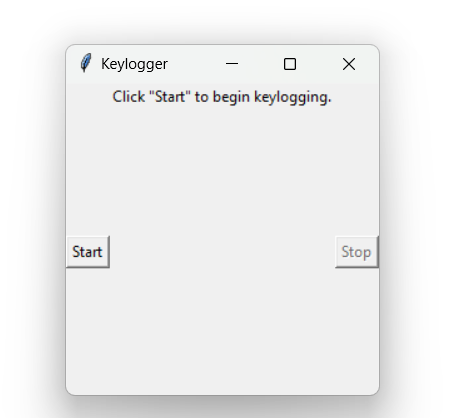 Keylogger
Click "Start" to begin keylogging.
Start
Stop